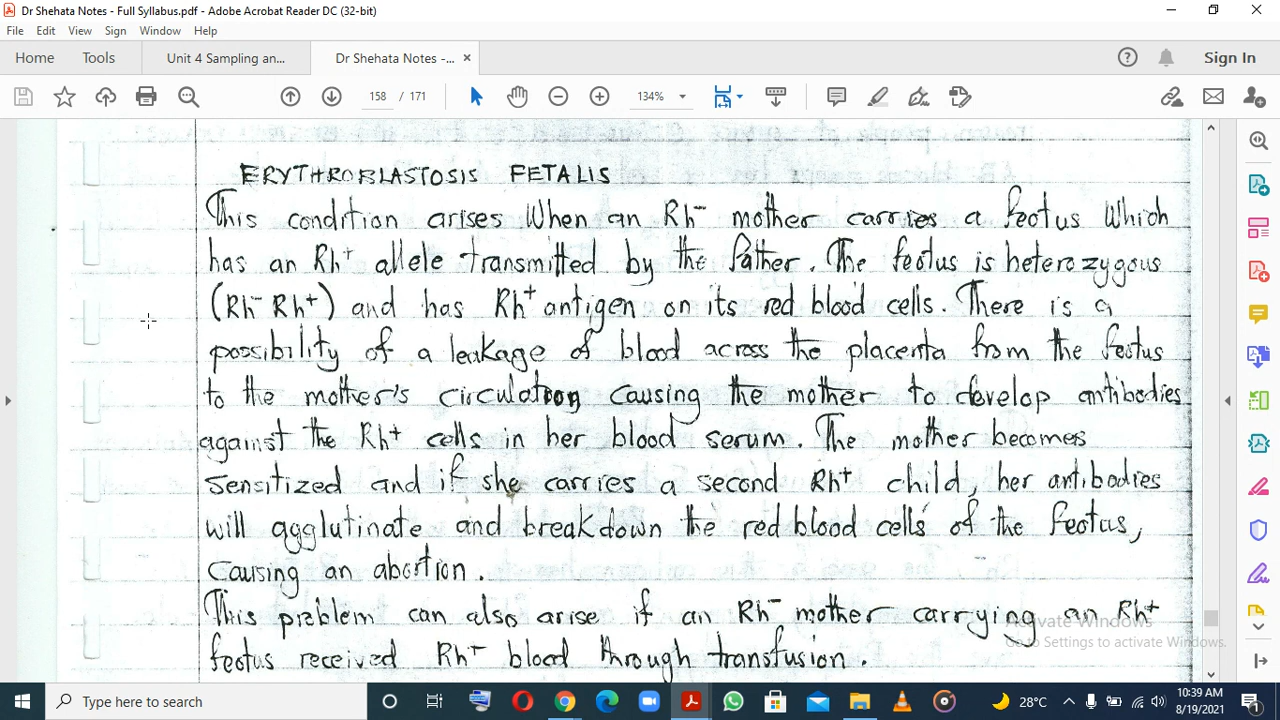 Dr Shehata Notes - Full Syllabus.pdf - Adobe Acrobat Reader DC (32-bit)
File Edit View Sign Window Help
Home Tools Unit 4 Sampling an... Dr Shehata Notes -... Sign In
158 / 171 134%
ERYTHROBLASTOSIS FETALIS
This condition arises When an Rh⁻ mother carries a feotus Which
has an Rh⁺ allele transmitted by the father. The feotus is heterozygous
(Rh⁻ Rh⁺) and has Rh⁺ antigen on its red blood cells. There is a
possibility of a leakage of blood across the placenta from the feotus
to the mother's circulation causing the mother to develop antibodies
against the Rh⁺ cells in her blood serum. The mother becomes
Sensitized and if she carries a second Rh⁺ child, her antibodies
will agglutinate and breakdown the red blood cells of the feotus,
Causing an abortion.
This problem can also arise if an Rh⁻ mother carrying an Rh⁺
feotus received Rh⁺ blood through transfusion.
Activate Windows
Go to Settings to activate Windows.
Type here to search
28°C
10:39 AM
8/19/2021